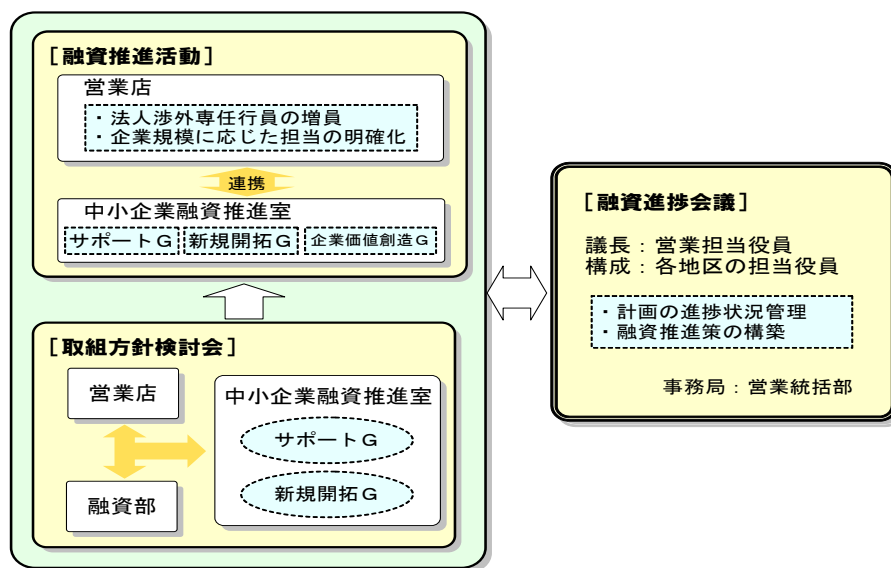 [融資推進活動]
営業店
・法人渉外専任行員の増員
・企業規模に応じた担当の明確化
連携
中小企業融資推進室
サポートG 新規開拓G 企業価値創造G
[取組方針検討会]
営業店
融資部
中小企業融資推進室
サポートG
新規開拓G
[融資進捗会議]
議長:営業担当役員
構成:各地区の担当役員
・計画の進捗状況管理
・融資推進策の構築
事務局:営業統括部